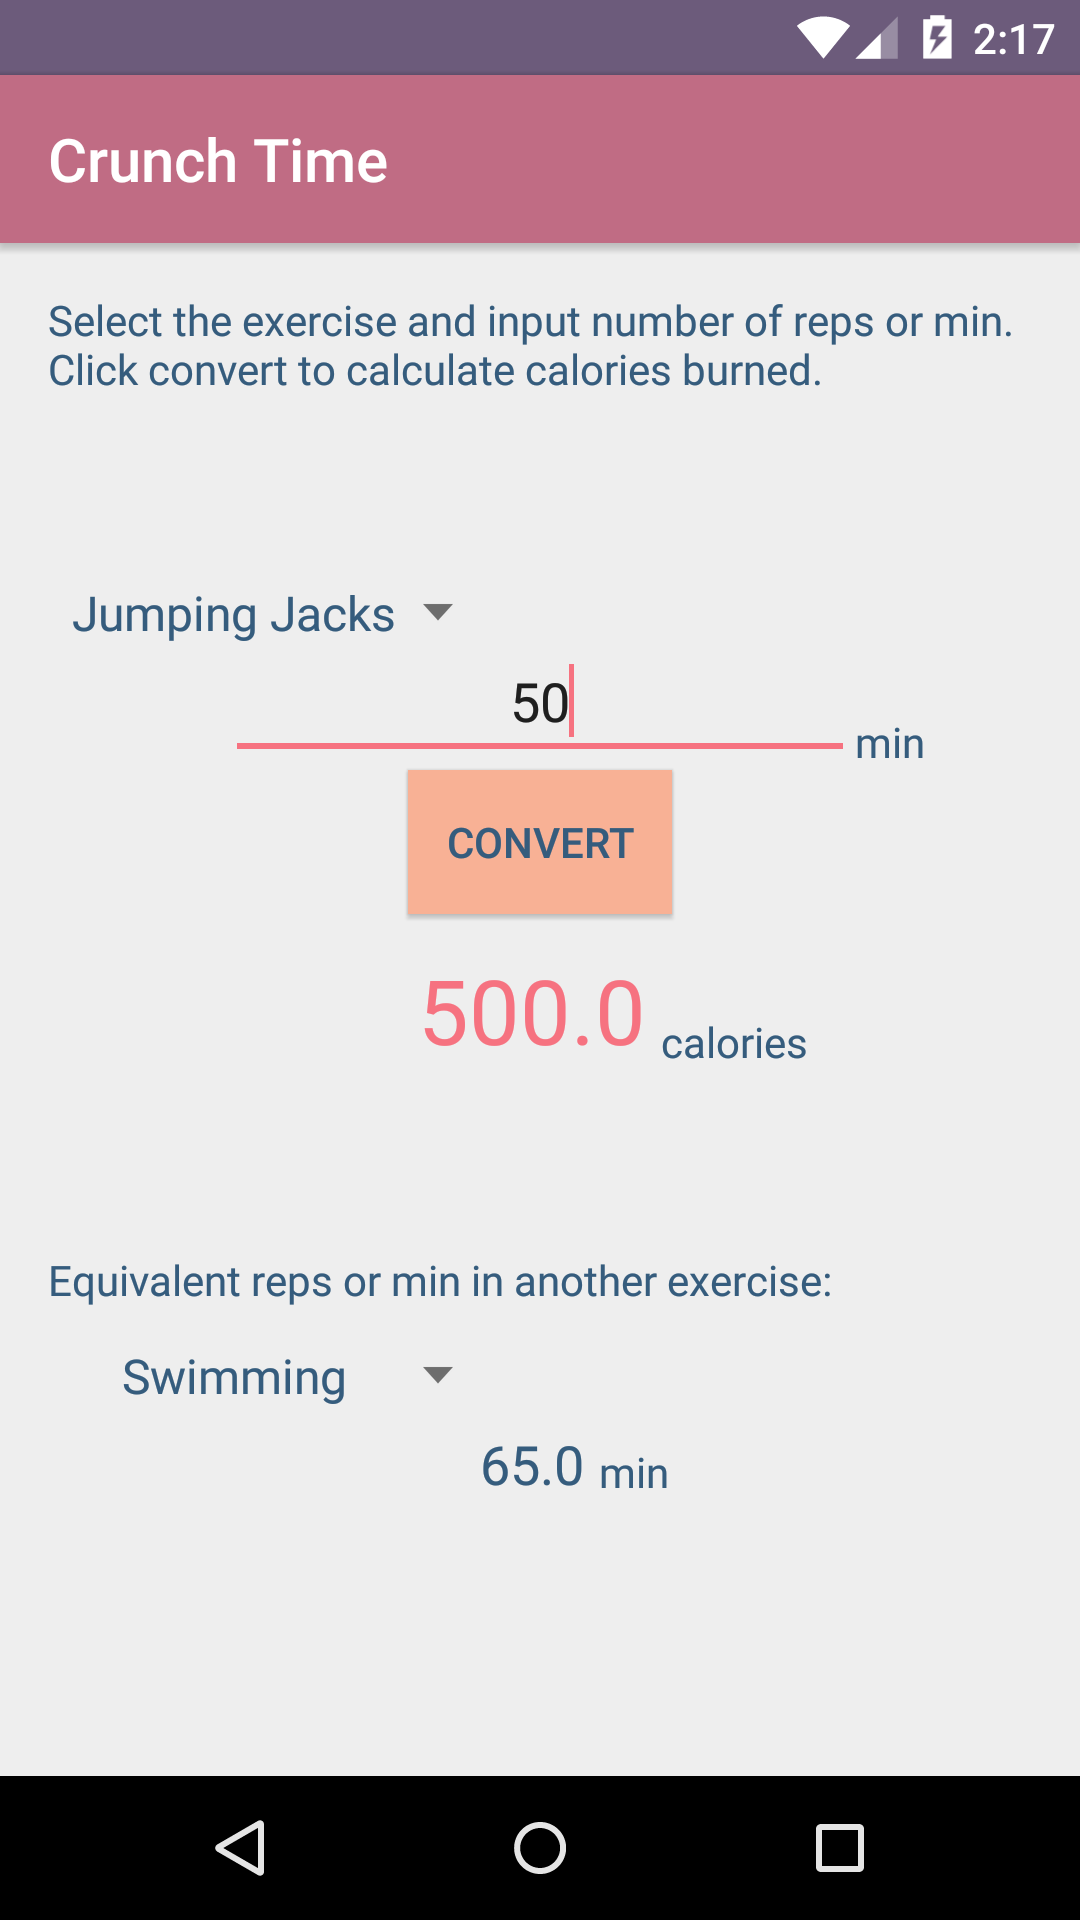 2:17
Crunch Time
Select the exercise and input number of reps or min.
Click convert to calculate calories burned.
Jumping Jacks
50
min
CONVERT
500.0 calories
Equivalent reps or min in another exercise:
Swimming
65.0 min